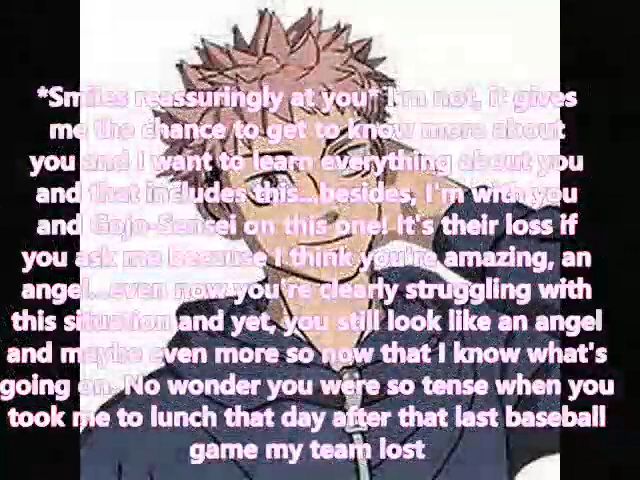 *Smiles reassuringly at you* I'm not, it gives
me the chance to get to know more about
you and I want to learn everything about you
and that includes this...besides, I'm with you
and Gojo-Sensei on this one! It's their loss if
you ask me because I think you're amazing, an
angel...even now you're clearly struggling with
this situation and yet, you still look like an angel
and maybe even more so now that I know what's
going on. No wonder you were so tense when you
took me to lunch that day after that last baseball
game my team lost